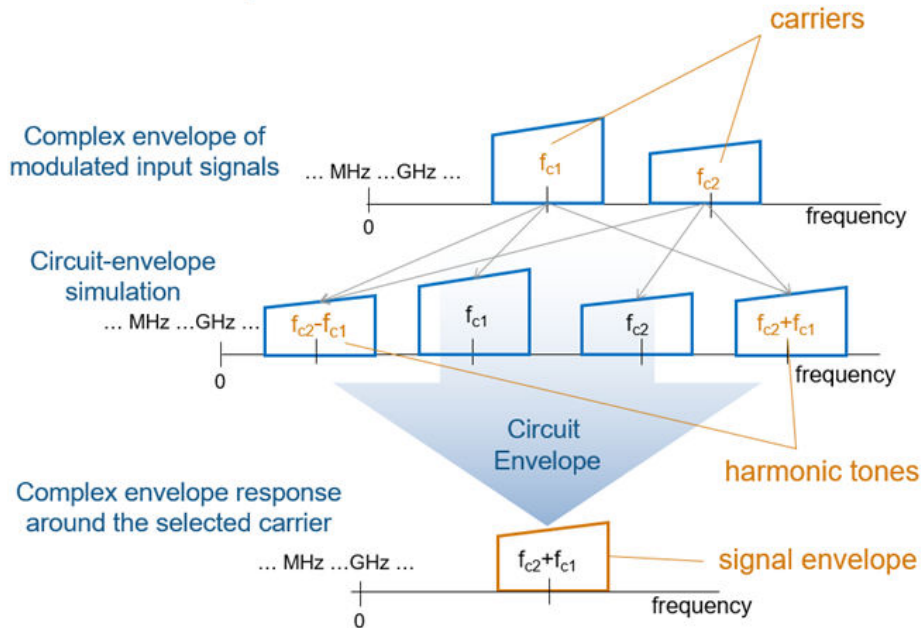 carriers
Complex envelope of
modulated input signals
... MHz ...GHz ...
f_c1
f_c2
0
frequency
Circuit-envelope
simulation
... MHz ...GHz ...
f_c2-f_c1
f_c1
f_c2
f_c2+f_c1
0
frequency
Circuit
Envelope
harmonic tones
Complex envelope response
around the selected carrier
... MHz ...GHz ...
f_c2+f_c1
signal envelope
0
frequency